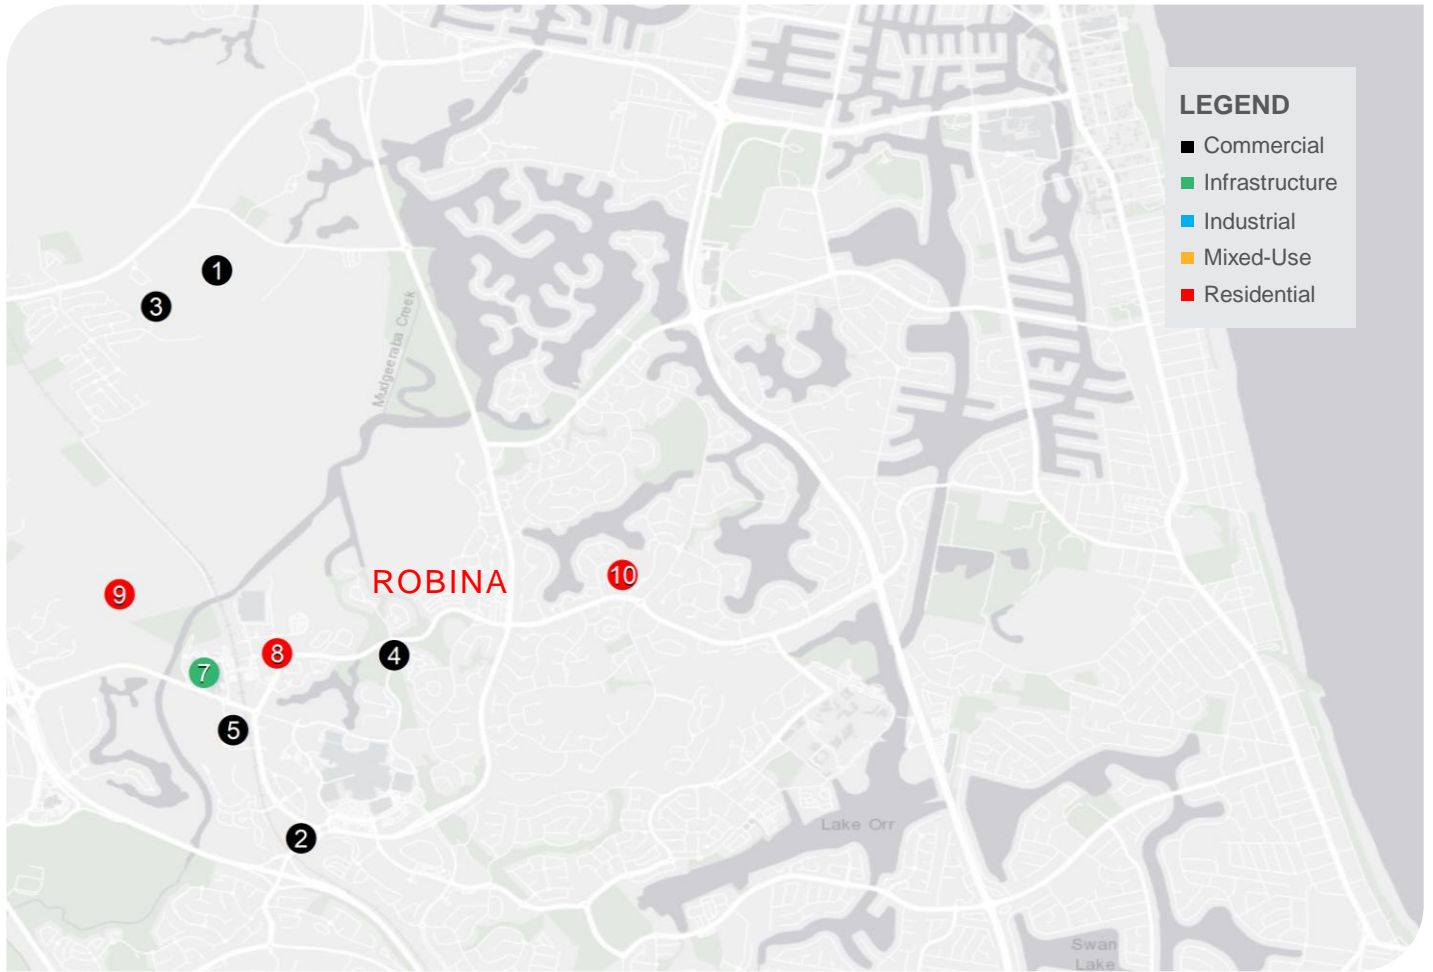 LEGEND
Commercial
Infrastructure
Industrial
Mixed-Use
Residential
1
3
Mudgeeraba Creek
ROBINA
10
9
8
4
7
5
2
Lake Orr
Swan
Lake